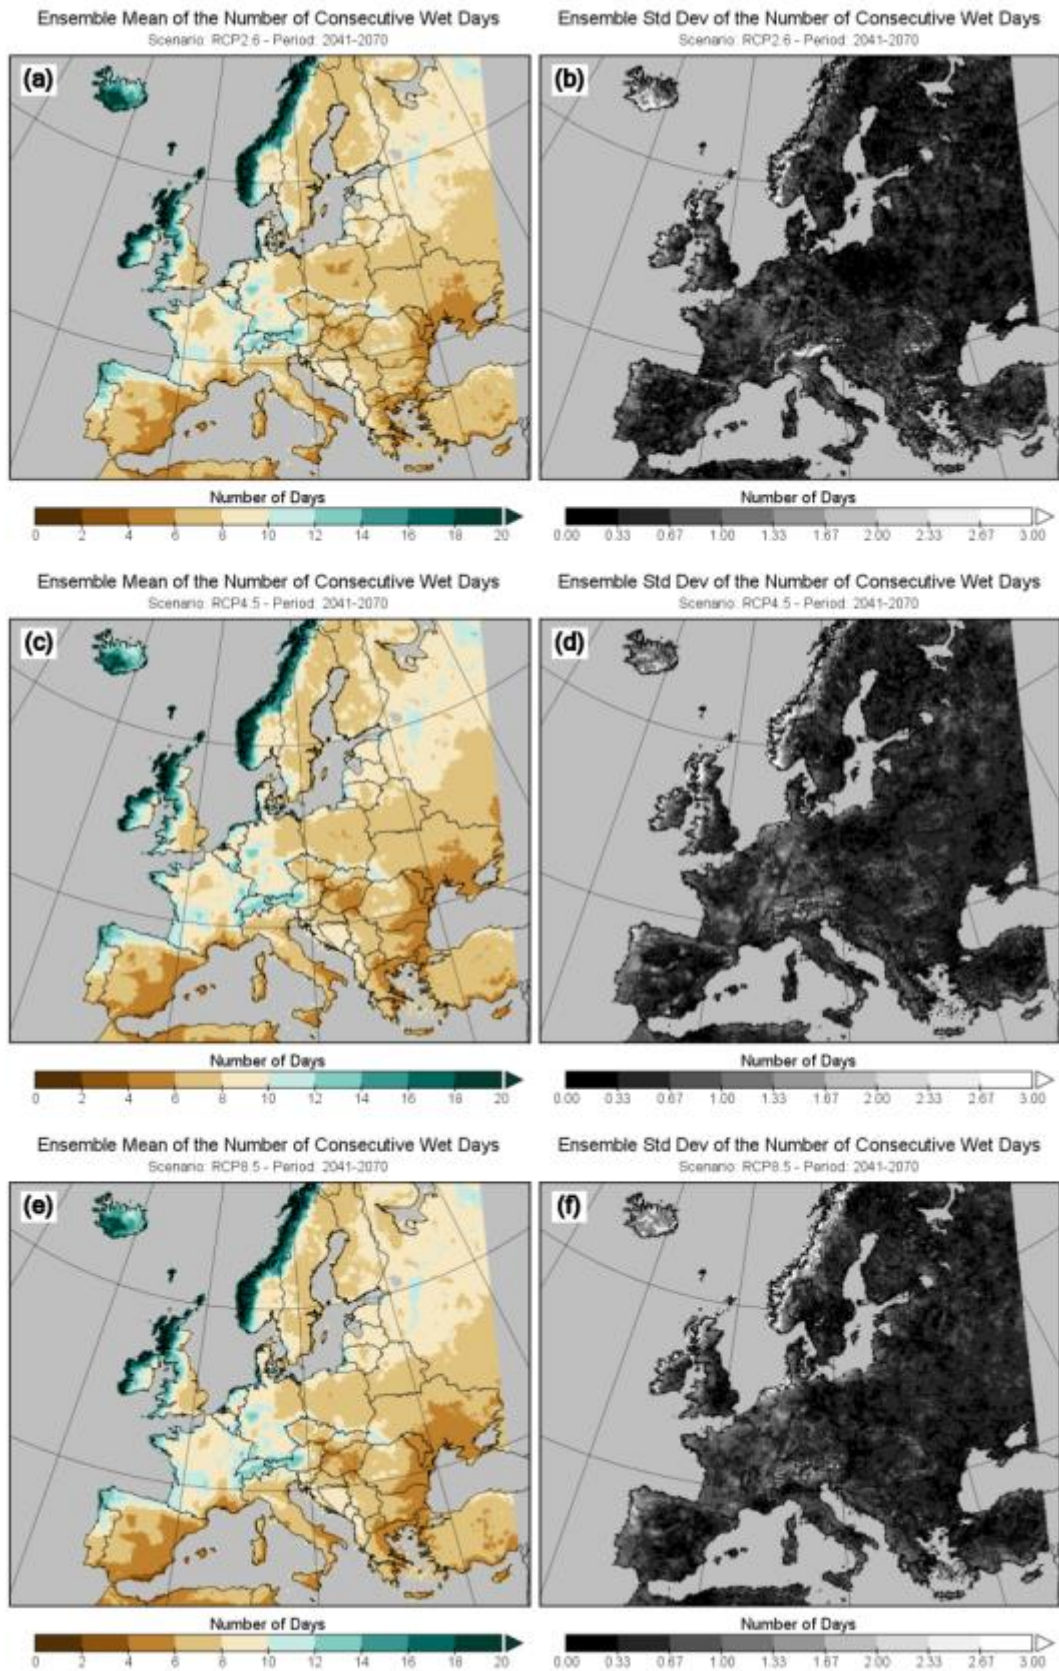 Ensemble Mean of the Number of Consecutive Wet Days
Scenario: RCP2.6 - Period: 2041-2070
(a)
Number of Days
0 2 4 6 8 10 12 14 16 18 20
Ensemble Std Dev of the Number of Consecutive Wet Days
Scenario: RCP2.6 - Period: 2041-2070
(b)
Number of Days
0.00 0.33 0.67 1.00 1.33 1.67 2.00 2.33 2.67 3.00
Ensemble Mean of the Number of Consecutive Wet Days
Scenario: RCP4.5 - Period: 2041-2070
(c)
Number of Days
0 2 4 6 8 10 12 14 16 18 20
Ensemble Std Dev of the Number of Consecutive Wet Days
Scenario: RCP4.5 - Period: 2041-2070
(d)
Number of Days
0.00 0.33 0.67 1.00 1.33 1.67 2.00 2.33 2.67 3.00
Ensemble Mean of the Number of Consecutive Wet Days
Scenario: RCP8.5 - Period: 2041-2070
(e)
Number of Days
0 2 4 6 8 10 12 14 16 18 20
Ensemble Std Dev of the Number of Consecutive Wet Days
Scenario: RCP8.5 - Period: 2041-2070
(f)
Number of Days
0.00 0.33 0.67 1.00 1.33 1.67 2.00 2.33 2.67 3.00